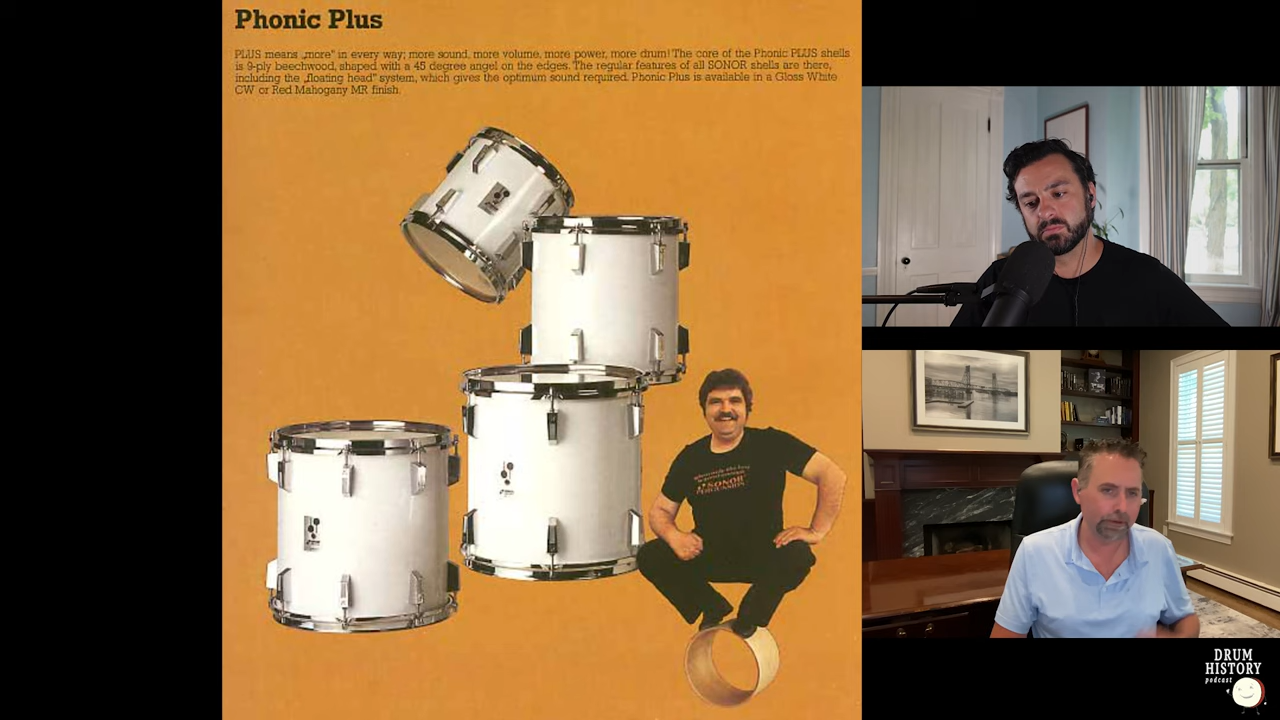 Phonic Plus
PLUS means „more" in every way; more sound, more volume, more power, more drum! The core of the Phonic PLUS shells
is 9-ply beechwood, shaped with a 45 degree angel on the edges. The regular features of all SONOR shells are there,
including the „floating head" system, which gives the optimum sound required. Phonic Plus is available in a Gloss White
CW or Red Mahogany MR finish.
SONOR
PERCUSSION
DRUM
HISTORY
podcast